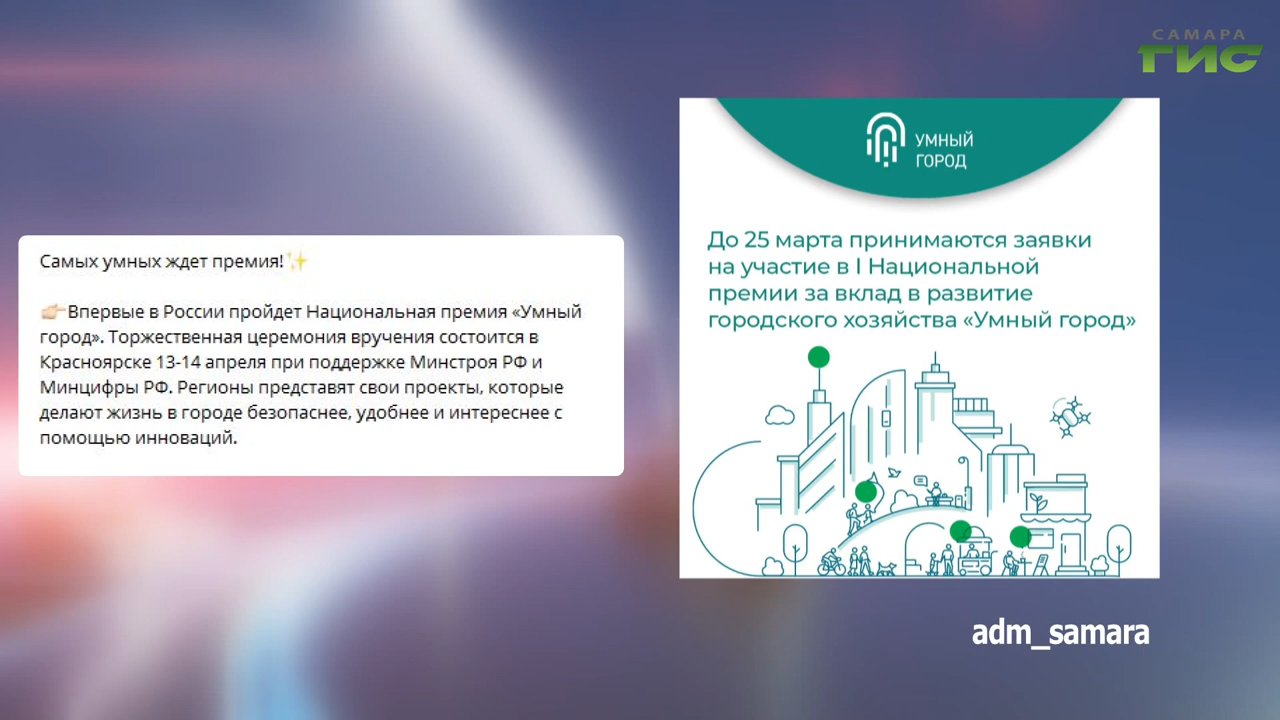 САМАРА
ГИС
УМНЫЙ
ГОРОД
До 25 марта принимаются заявки
на участие в I Национальной
премии за вклад в развитие
городского хозяйства «Умный город»
Самых умных ждет премия!✨
👉🏻Впервые в России пройдет Национальная премия «Умный
город». Торжественная церемония вручения состоится в
Красноярске 13-14 апреля при поддержке Минстроя РФ и
Минцифры РФ. Регионы представят свои проекты, которые
делают жизнь в городе безопаснее, удобнее и интереснее с
помощью инноваций.
adm_samara